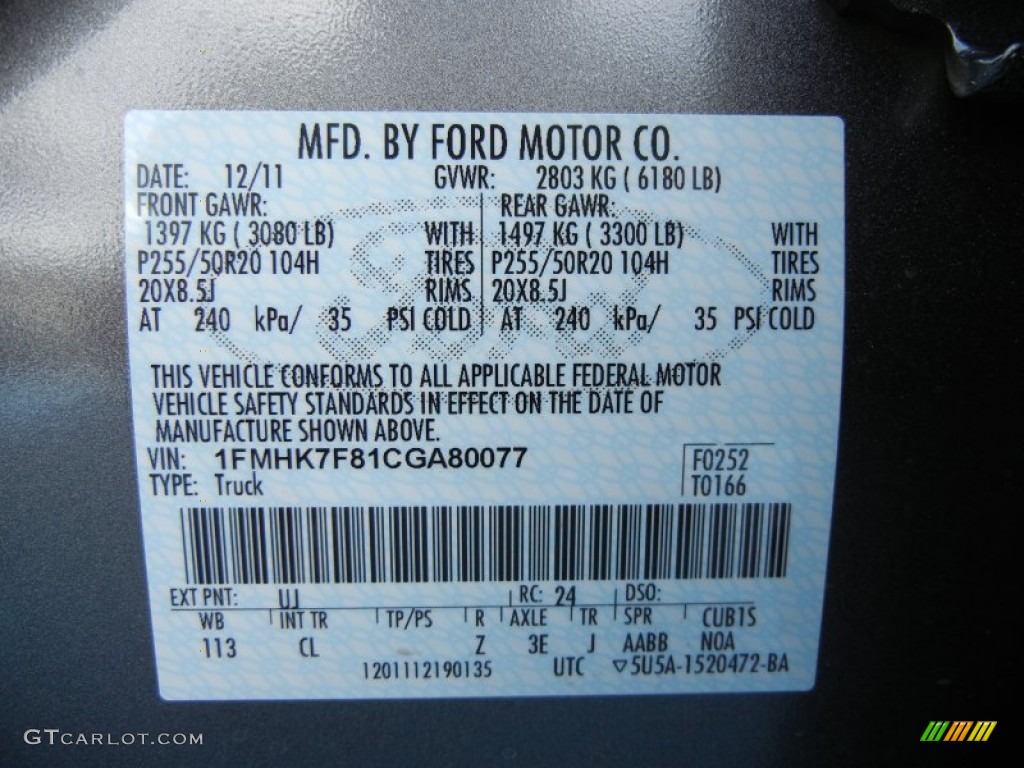 MFD. BY FORD MOTOR CO.
DATE: 12/11 GVWR: 2803 KG ( 6180 LB)
FRONT GAWR: REAR GAWR:
1397 KG ( 3080 LB) WITH 1497 KG ( 3300 LB) WITH
P255/50R20 104H TIRES P255/50R20 104H TIRES
20X8.5J RIMS 20X8.5J RIMS
AT 240 kPa/ 35 PSI COLD AT 240 kPa/ 35 PSI COLD
THIS VEHICLE CONFORMS TO ALL APPLICABLE FEDERAL MOTOR
VEHICLE SAFETY STANDARDS IN EFFECT ON THE DATE OF
MANUFACTURE SHOWN ABOVE.
VIN: 1FMHK7F81CGA80077 F0252
TYPE: Truck T0166
EXT PNT: UJ RC: 24 DSO:
WB INT TR TP/PS R AXLE TR SPR CUB1S
113 CL Z 3E J AABB N0A
1201112190135 UTC ▽5U5A-1520472-BA
GTCARLOT.COM